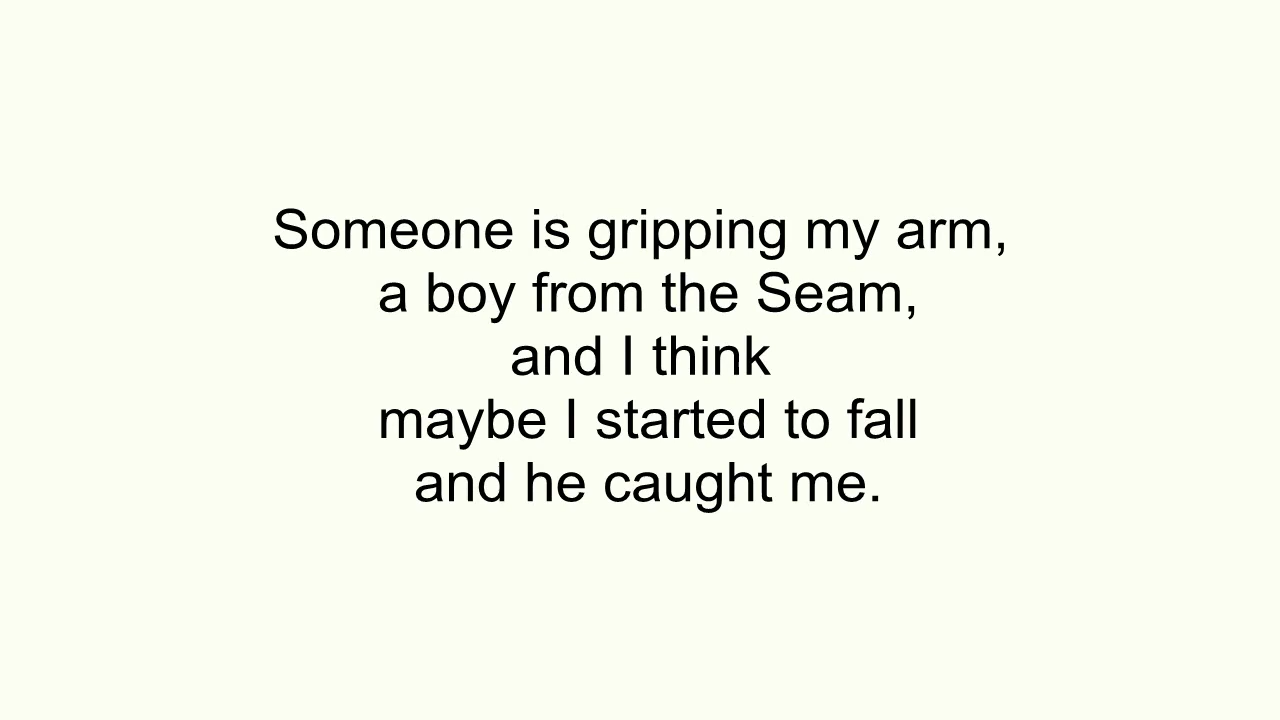 Someone is gripping my arm,
a boy from the Seam,
and I think
maybe I started to fall
and he caught me.